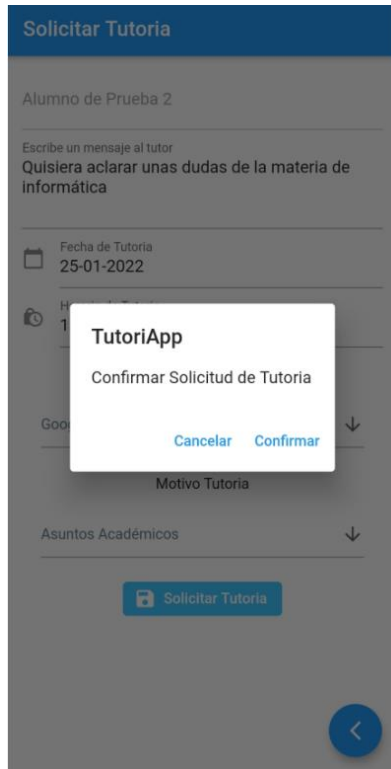 Solicitar Tutoria
Alumno de Prueba 2
Escribe un mensaje al tutor
Quisiera aclarar unas dudas de la materia de
informática
Fecha de Tutoria
25-01-2022
TutoriApp
Confirmar Solicitud de Tutoria
Cancelar Confirmar
Motivo Tutoria
Asuntos Académicos
Solicitar Tutoria